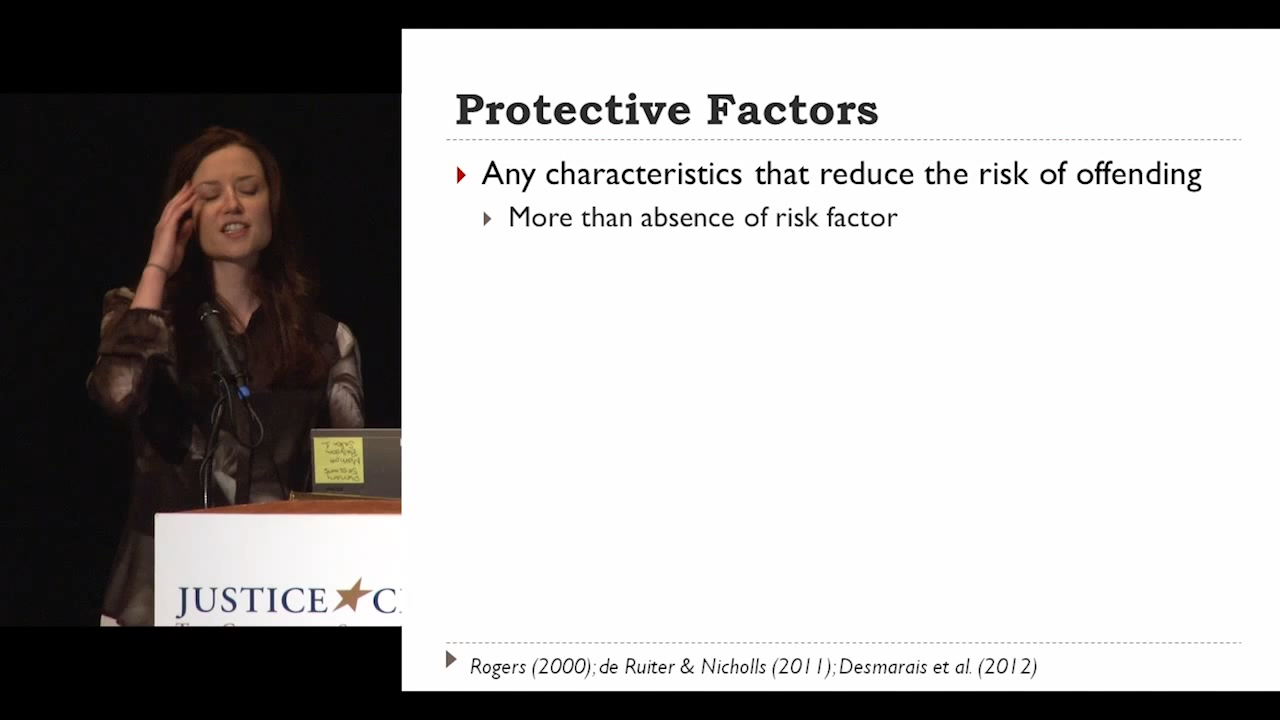 Protective Factors
Any characteristics that reduce the risk of offending
More than absence of risk factor
Rogers (2000); de Ruiter & Nicholls (2011); Desmarais et al. (2012)
JUSTICE C